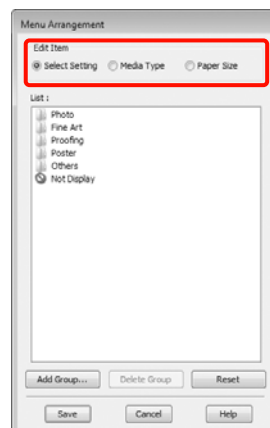 Menu Arrangement
Edit Item
Select Setting Media Type Paper Size
List :
Photo
Fine Art
Proofing
Poster
Others
Not Display
Add Group... Delete Group Reset
Save Cancel Help